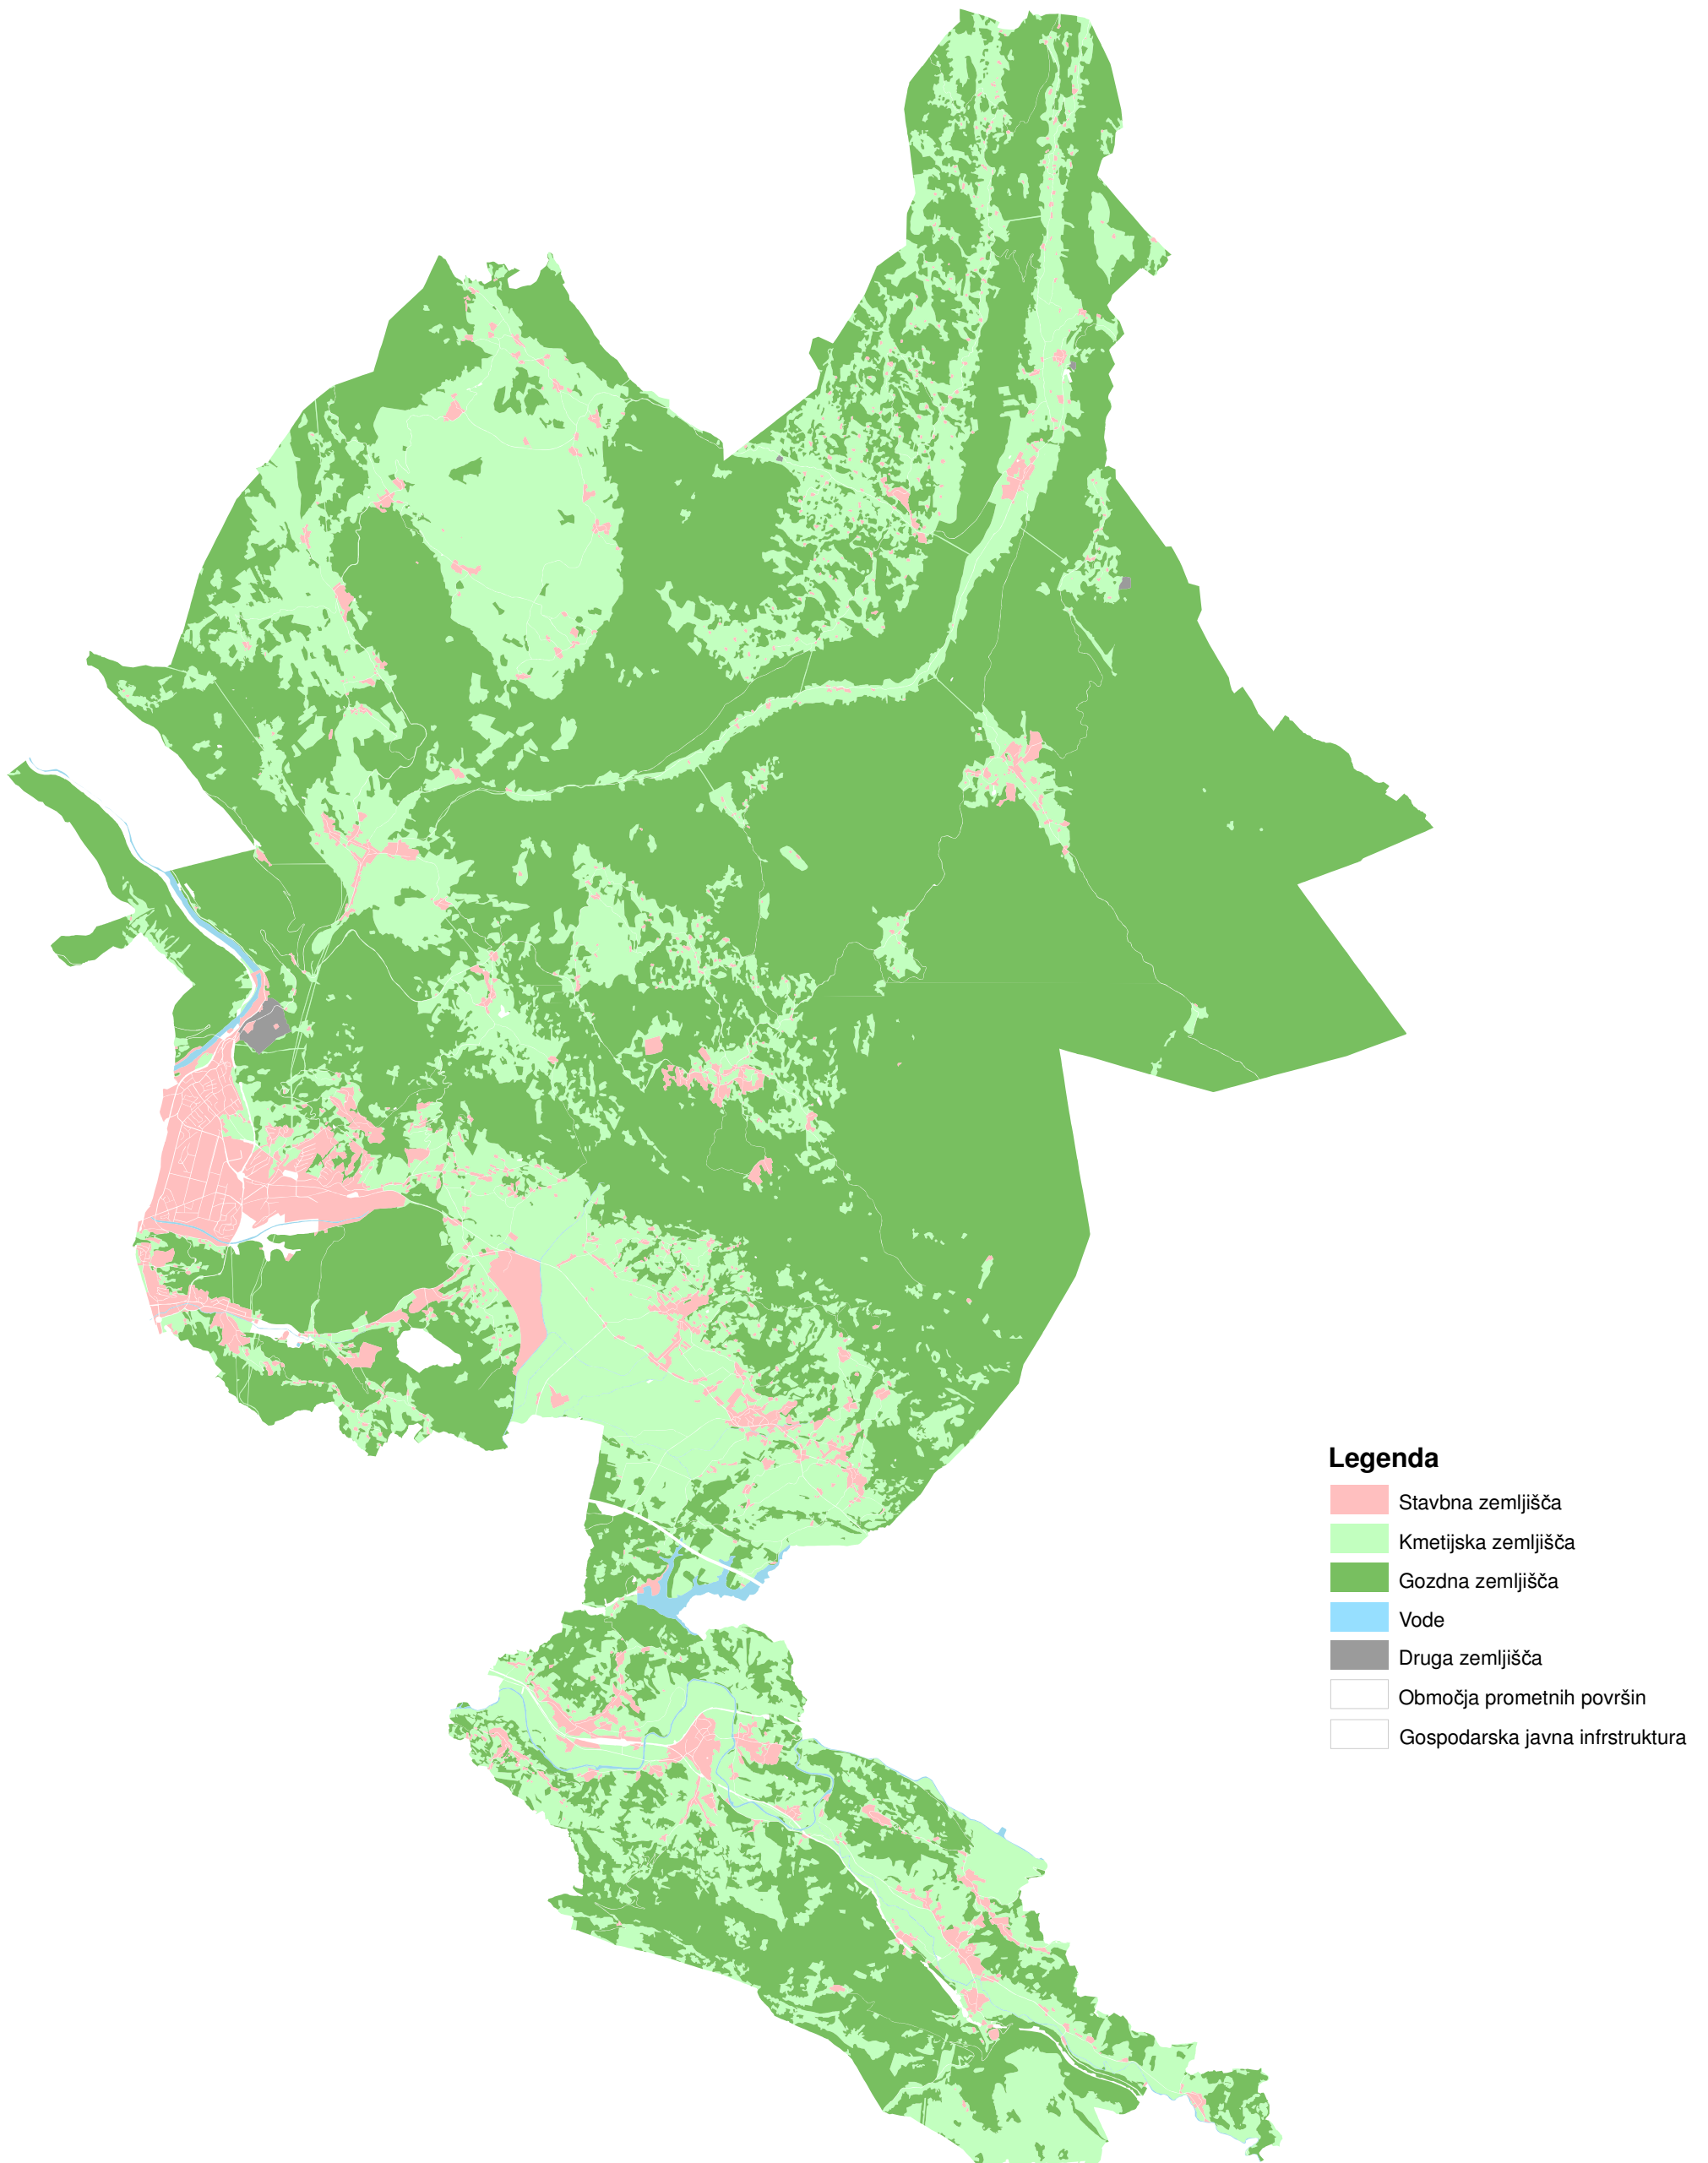 Legenda
Stavbna zemljišča
Kmetijska zemljišča
Gozdna zemljišča
Vode
Druga zemljišča
Območja prometnih površin
Gospodarska javna infrstruktura